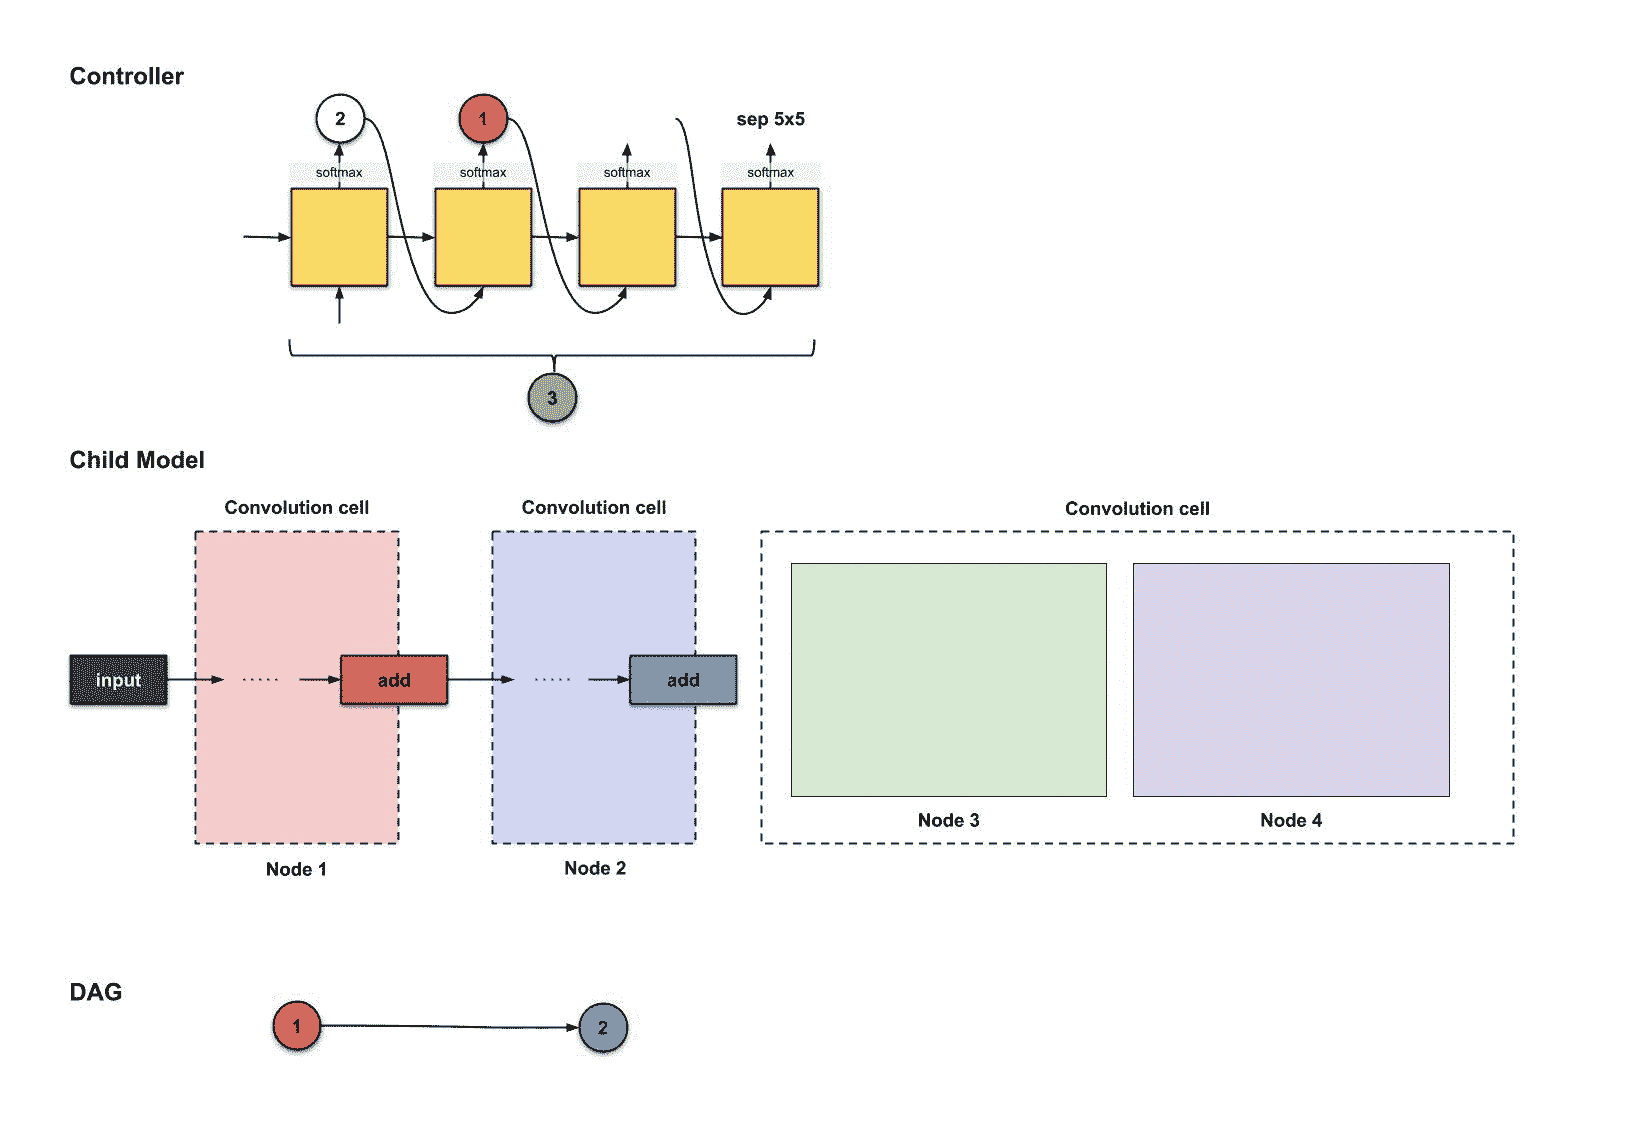 Controller
2 1 sep 5x5
softmax softmax softmax softmax
3
Child Model
Convolution cell Convolution cell Convolution cell
input ..... add ..... add
Node 3 Node 4
Node 1 Node 2
DAG
1 2